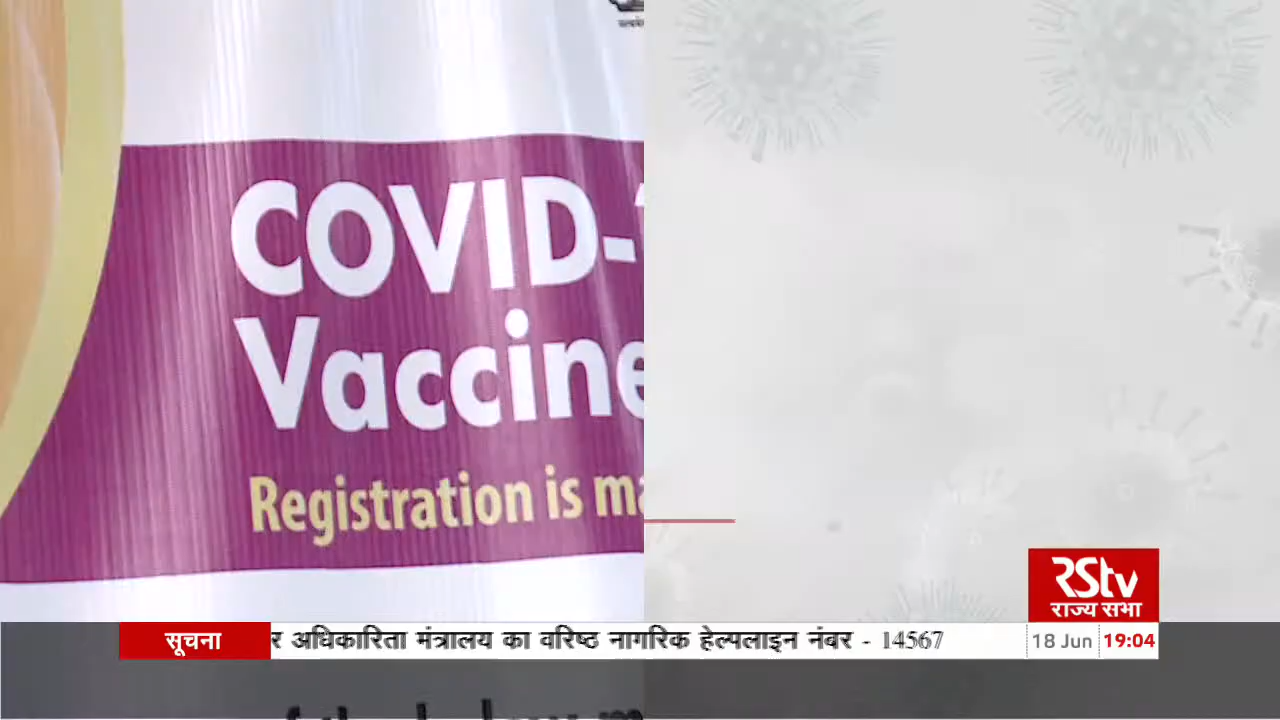 COVID-
Vaccine
Registration is
RStv
राज्य सभा
सूचना
र अधिकारिता मंत्रालय का वरिष्ठ नागरिक हेल्पलाइन नंबर - 14567
18 Jun
19:04